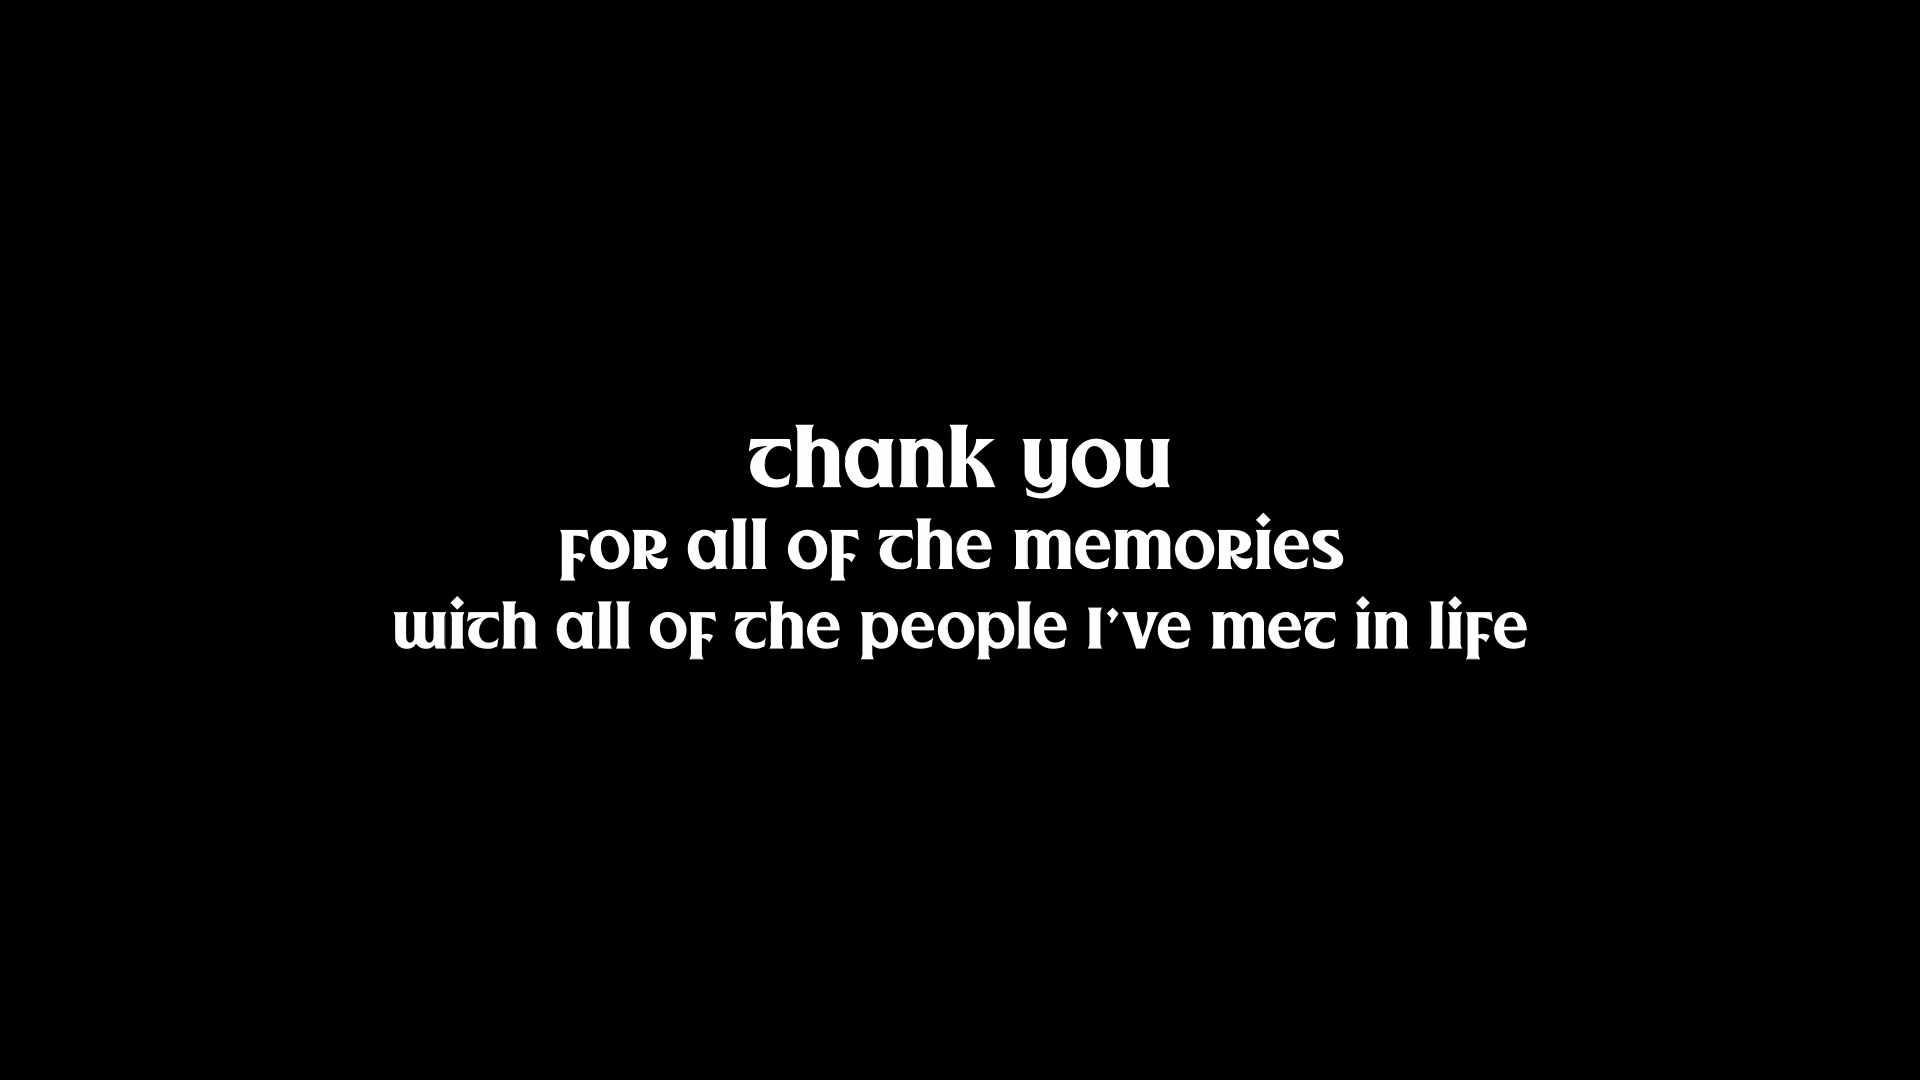 thank you
for all of the memories
with all of the people I've met in life